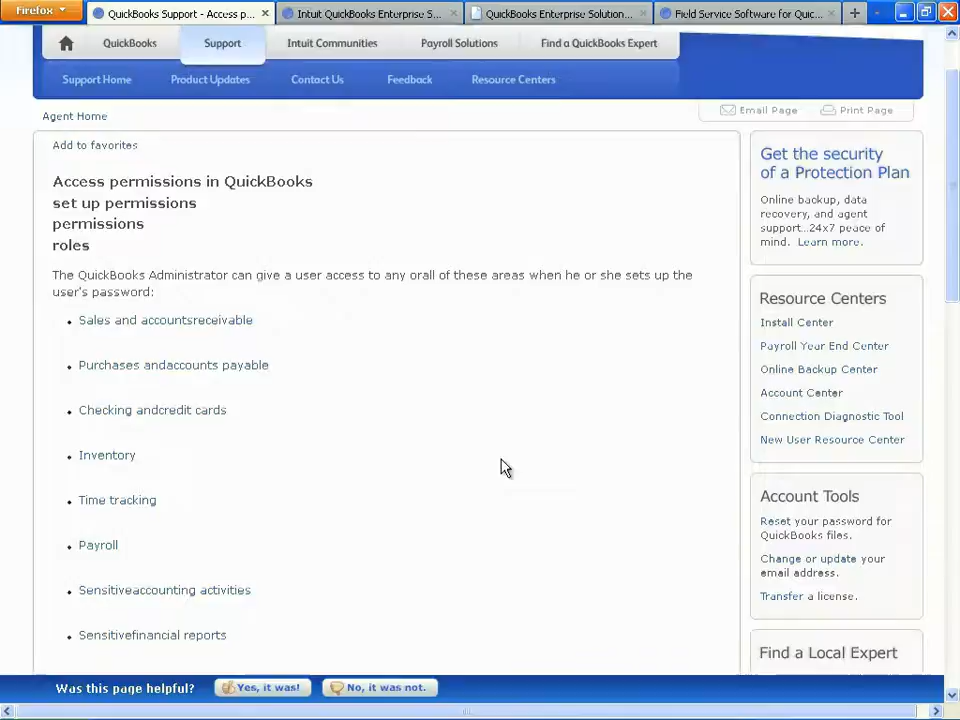 Firefox
QuickBooks Support - Access p...
Intuit QuickBooks Enterprise S...
QuickBooks Enterprise Solution...
Field Service Software for Quic...
QuickBooks
Support
Intuit Communities
Payroll Solutions
Find a QuickBooks Expert
Support Home
Product Updates
Contact Us
Feedback
Resource Centers
Agent Home
Email Page
Print Page
Add to favorites
Access permissions in QuickBooks
set up permissions
permissions
roles
The QuickBooks Administrator can give a user access to any orall of these areas when he or she sets up the
user's password:
Sales and accountsreceivable
Purchases andaccounts payable
Checking andcredit cards
Inventory
Time tracking
Payroll
Sensitiveaccounting activities
Sensitivefinancial reports
Get the security
of a Protection Plan
Online backup, data
recovery, and agent
support...24x7 peace of
mind. Learn more.
Resource Centers
Install Center
Payroll Year End Center
Online Backup Center
Account Center
Connection Diagnostic Tool
New User Resource Center
Account Tools
Reset your password for
QuickBooks files.
Change or update your
email address.
Transfer a license.
Find a Local Expert
Was this page helpful?
Yes, it was!
No, it was not.